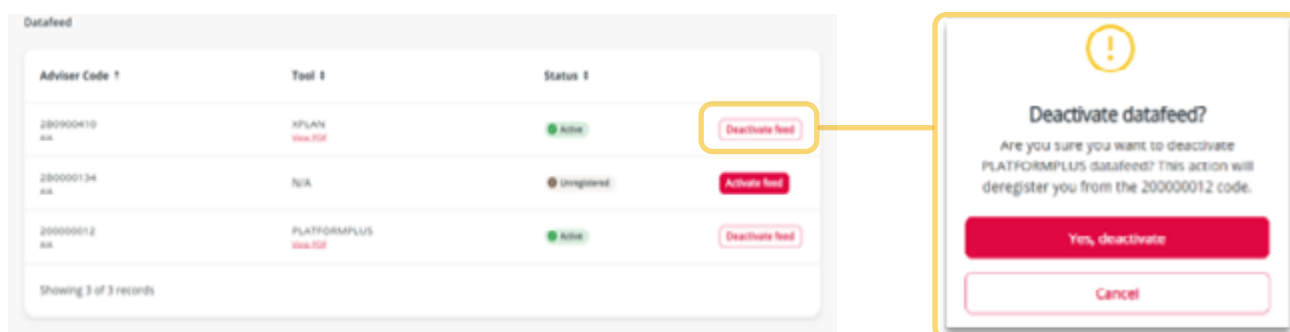 Datafeed
Adviser Code ↑ Tool ↕ Status ↕
280900410 XPLAN Active Deactivate feed
N/A View PDF
280000134 N/A Unregistered Activate feed
N/A
200000012 PLATFORMPLUS Active Deactivate feed
N/A View PDF
Showing 3 of 3 records
!
Deactivate datafeed?
Are you sure you want to deactivate
PLATFORMPLUS datafeed? This action will
deregister you from the 200000012 code.
Yes, deactivate
Cancel